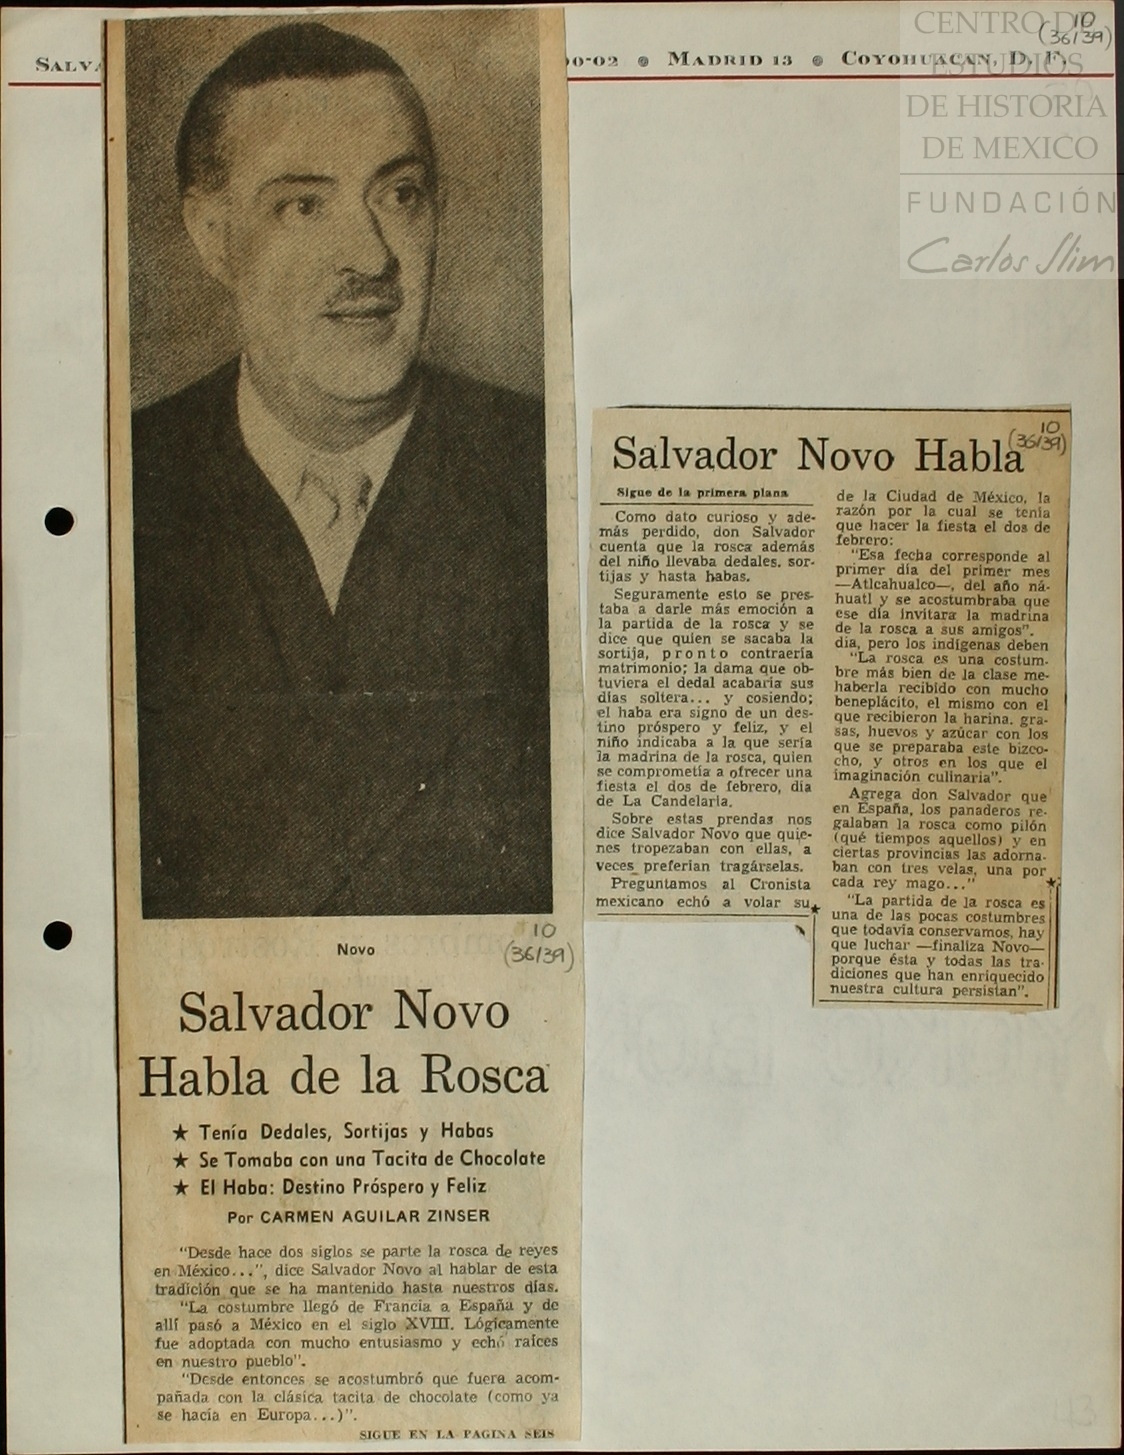 SALVA
00-02 ● MADRID 13 ● COYOHUACAN, D. F.
10
(36/39)
CENTRO DE
ESTUDIOS
DE HISTORIA
DE MEXICO
FUNDACIÓN
Carlos Slim
Novo
10
(36/39)
Salvador Novo
Habla de la Rosca
★ Tenía Dedales, Sortijas y Habas
★ Se Tomaba con una Tacita de Chocolate
★ El Haba: Destino Próspero y Feliz
Por CARMEN AGUILAR ZINSER
"Desde hace dos siglos se parte la rosca de reyes
en México...", dice Salvador Novo al hablar de esta
tradición que se ha mantenido hasta nuestros días.
"La costumbre llegó de Francia a España y de
allí pasó a México en el siglo XVIII. Lógicamente
fue adoptada con mucho entusiasmo y echó raíces
en nuestro pueblo".
"Desde entonces se acostumbró que fuera acom-
pañada con la clásica tacita de chocolate (como ya
se hacía en Europa...)".
SIGUE EN LA PAGINA SEIS
Salvador Novo Habla
10
(36/39)
Sigue de la primera plana
Como dato curioso y ade-
más perdido, don Salvador
cuenta que la rosca además
del niño llevaba dedales, sor-
tijas y hasta habas.
Seguramente esto se pres-
taba a darle más emoción a
la partida de la rosca y se
dice que quien se sacaba la
sortija, pronto contraería
matrimonio; la dama que ob-
tuviera el dedal acabaría sus
días soltera... y cosiendo;
el haba era signo de un des-
tino próspero y feliz, y el
niño indicaba a la que sería
la madrina de la rosca, quien
se comprometía a ofrecer una
fiesta el dos de febrero, día
de La Candelaria.
Sobre estas prendas nos
dice Salvador Novo que quie-
nes tropezaban con ellas, a
veces preferían tragárselas.
Preguntamos al Cronista
mexicano echó a volar su
de la Ciudad de México, la
razón por la cual se tenía
que hacer la fiesta el dos de
febrero:
"Esa fecha corresponde al
primer día del primer mes
—Atlcahualco—, del año ná-
huatl y se acostumbraba que
ese día invitara la madrina
de la rosca a sus amigos".
dia, pero los indígenas deben
"La rosca es una costum-
bre más bien de la clase me-
haberla recibido con mucho
beneplácito, el mismo con el
que recibieron la harina, gra-
sas, huevos y azúcar con los
que se preparaba este bizco-
cho, y otros en los que el
imaginación culinaria".
Agrega don Salvador que
en España, los panaderos re-
galaban la rosca como pilón
(qué tiempos aquellos) y en
ciertas provincias las adorna-
ban con tres velas, una por
cada rey mago..."
"La partida de la rosca es
una de las pocas costumbres
que todavía conservamos, hay
que luchar —finaliza Novo—
porque ésta y todas las tra-
diciones que han enriquecido
nuestra cultura persistan".